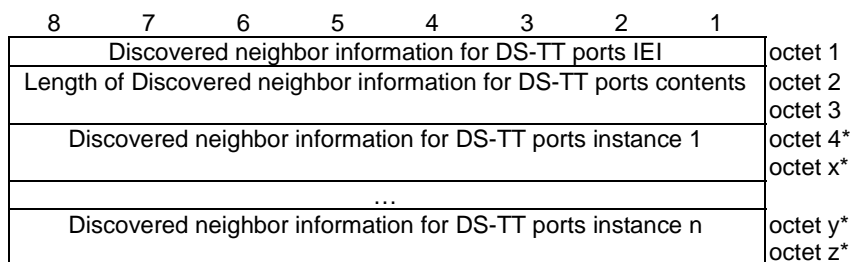 8 7 6 5 4 3 2 1
Discovered neighbor information for DS-TT ports IEI octet 1
Length of Discovered neighbor information for DS-TT ports contents octet 2
octet 3
Discovered neighbor information for DS-TT ports instance 1 octet 4*
octet x*
…
Discovered neighbor information for DS-TT ports instance n octet y*
octet z*